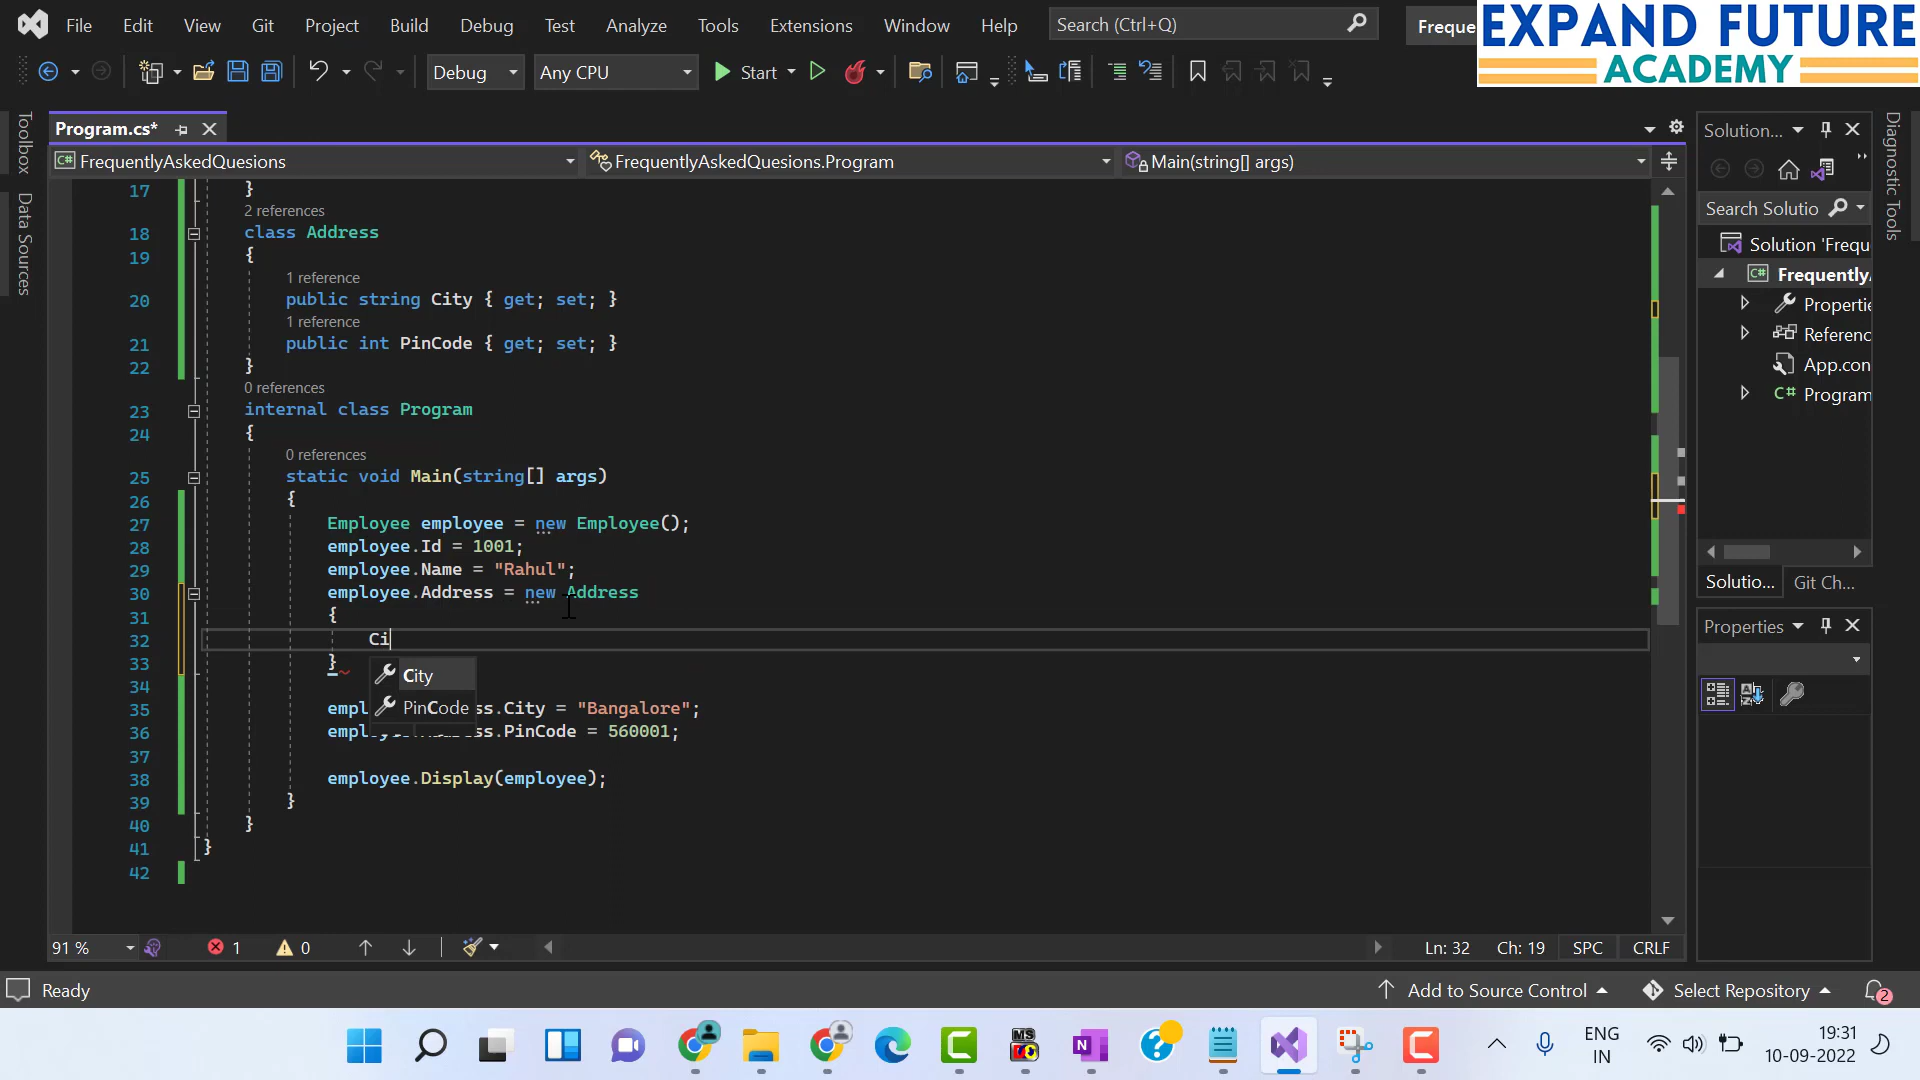 File Edit View Git Project Build Debug Test Analyze Tools Extensions Window Help Search (Ctrl+Q) Freque
EXPAND FUTURE
ACADEMY
Debug Any CPU Start
Toolbox
Data Sources
Program.cs*
FrequentlyAskedQuesions FrequentlyAskedQuesions.Program Main(string[] args)
17 }
2 references
18 class Address
19 {
1 reference
20 public string City { get; set; }
1 reference
21 public int PinCode { get; set; }
22 }
0 references
23 internal class Program
24 {
0 references
25 static void Main(string[] args)
26 {
27 Employee employee = new Employee();
28 employee.Id = 1001;
29 employee.Name = "Rahul";
30 employee.Address = new Address
31 {
32 Ci
33 }
City
34
PinCode
35 empl s.City = "Bangalore";
36 empl s.PinCode = 560001;
37
38 employee.Display(employee);
39 }
40 }
41 }
42
91 % 1 0 Ln: 32 Ch: 19 SPC CRLF
Solution...
Search Solutio
Solution 'Frequ
Frequently
Properti
Referenc
App.con
C# Program
Solutio... Git Ch...
Properties
Diagnostic Tools
Ready Add to Source Control Select Repository 2
ENG
IN
19:31
10-09-2022